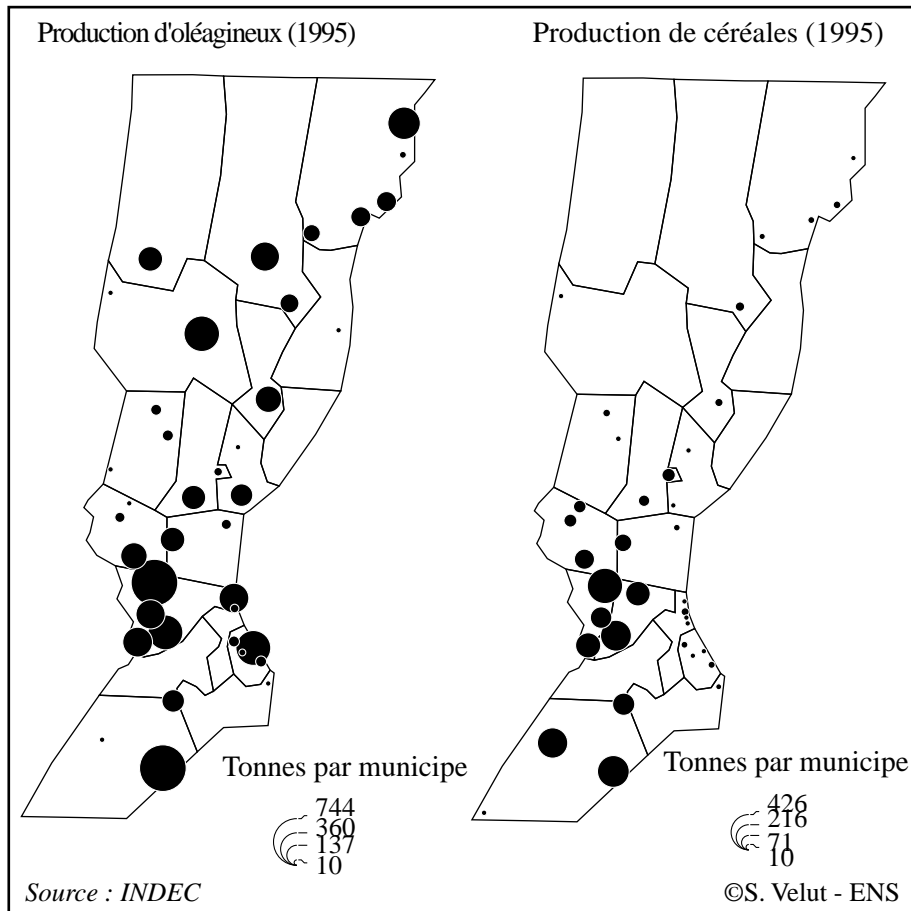 Production d'oléagineux (1995)
Production de céréales (1995)
Tonnes par municipe
744
360
137
10
Tonnes par municipe
426
216
71
10
Source : INDEC
©S. Velut - ENS